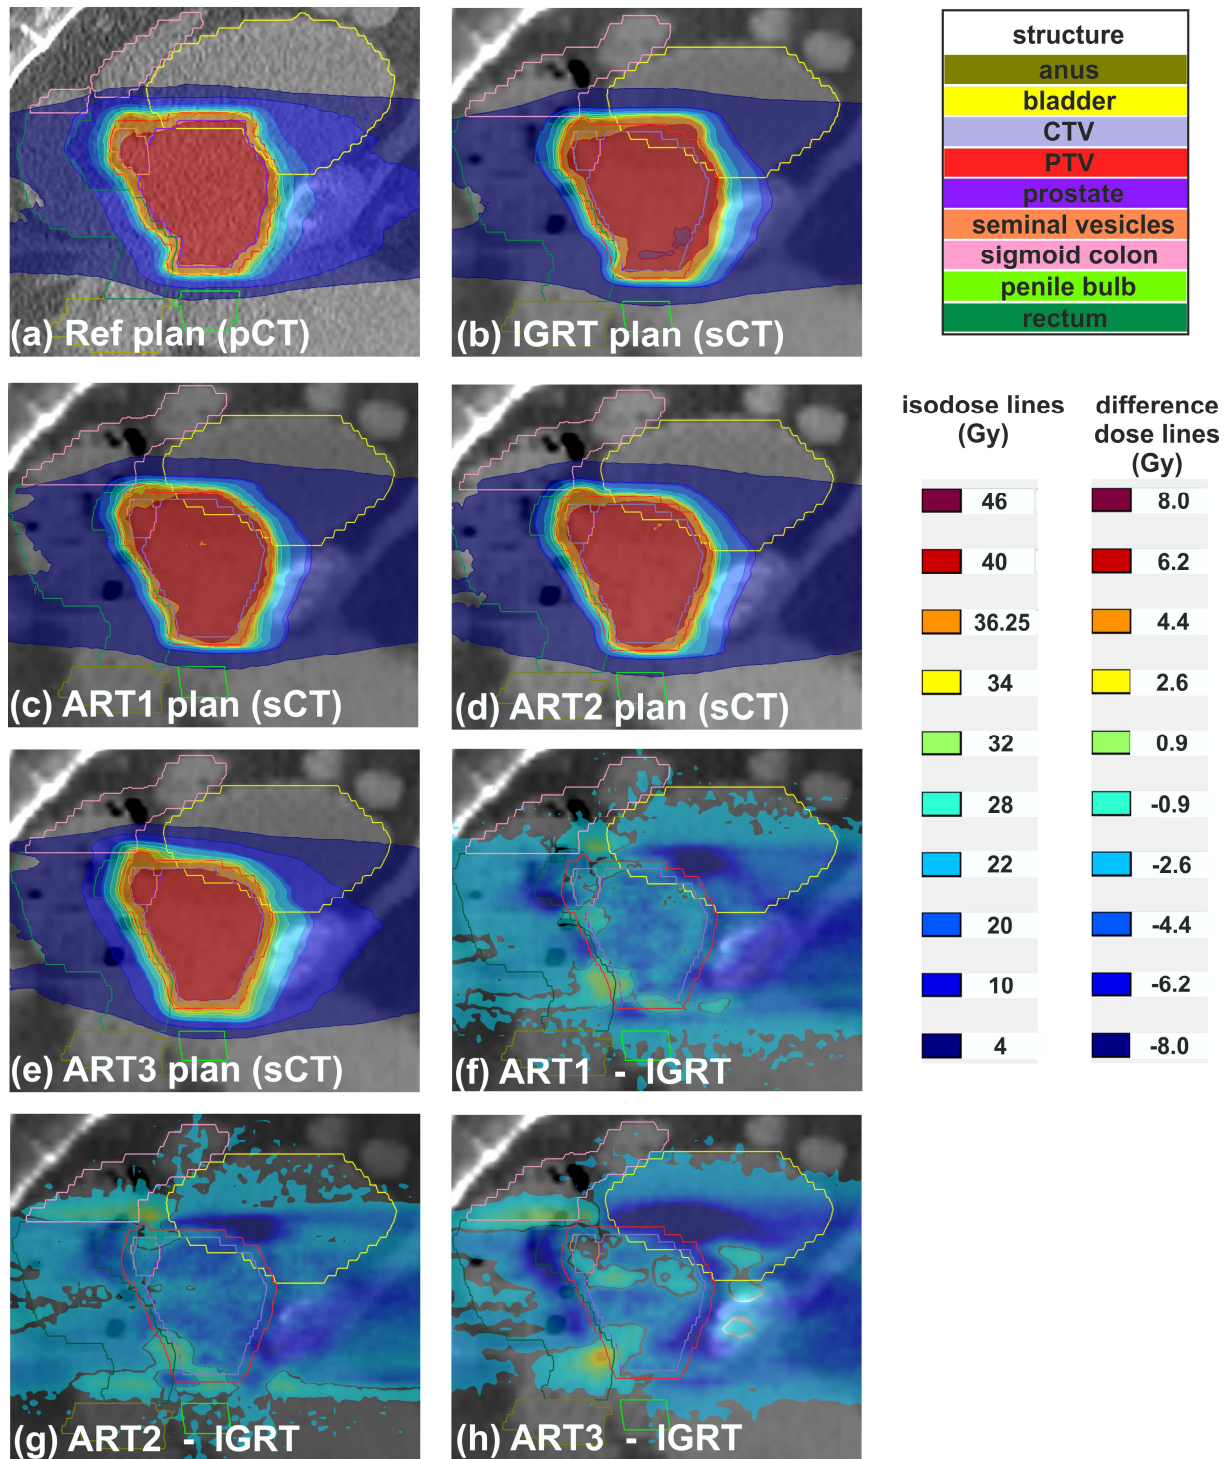 (a) Ref plan (pCT)
(b) IGRT plan (sCT)
structure
anus
bladder
CTV
PTV
prostate
seminal vesicles
sigmoid colon
penile bulb
rectum
(c) ART1 plan (sCT)
(d) ART2 plan (sCT)
isodose lines
(Gy)
46
40
36.25
34
32
28
22
20
10
4
difference
dose lines
(Gy)
8.0
6.2
4.4
2.6
0.9
-0.9
-2.6
-4.4
-6.2
-8.0
(e) ART3 plan (sCT)
(f) ART1 - IGRT
(g) ART2 - IGRT
(h) ART3 - IGRT